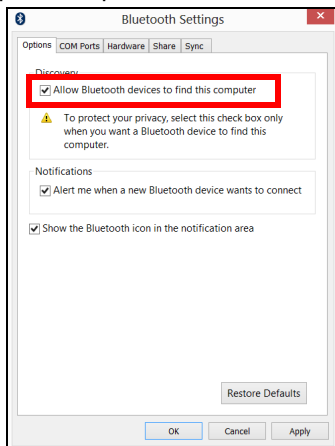 Bluetooth Settings
Options COM Ports Hardware Share Sync
Discovery
Allow Bluetooth devices to find this computer
To protect your privacy, select this check box only
when you want a Bluetooth device to find this
computer.
Notifications
Alert me when a new Bluetooth device wants to connect
Show the Bluetooth icon in the notification area
Restore Defaults
OK Cancel Apply